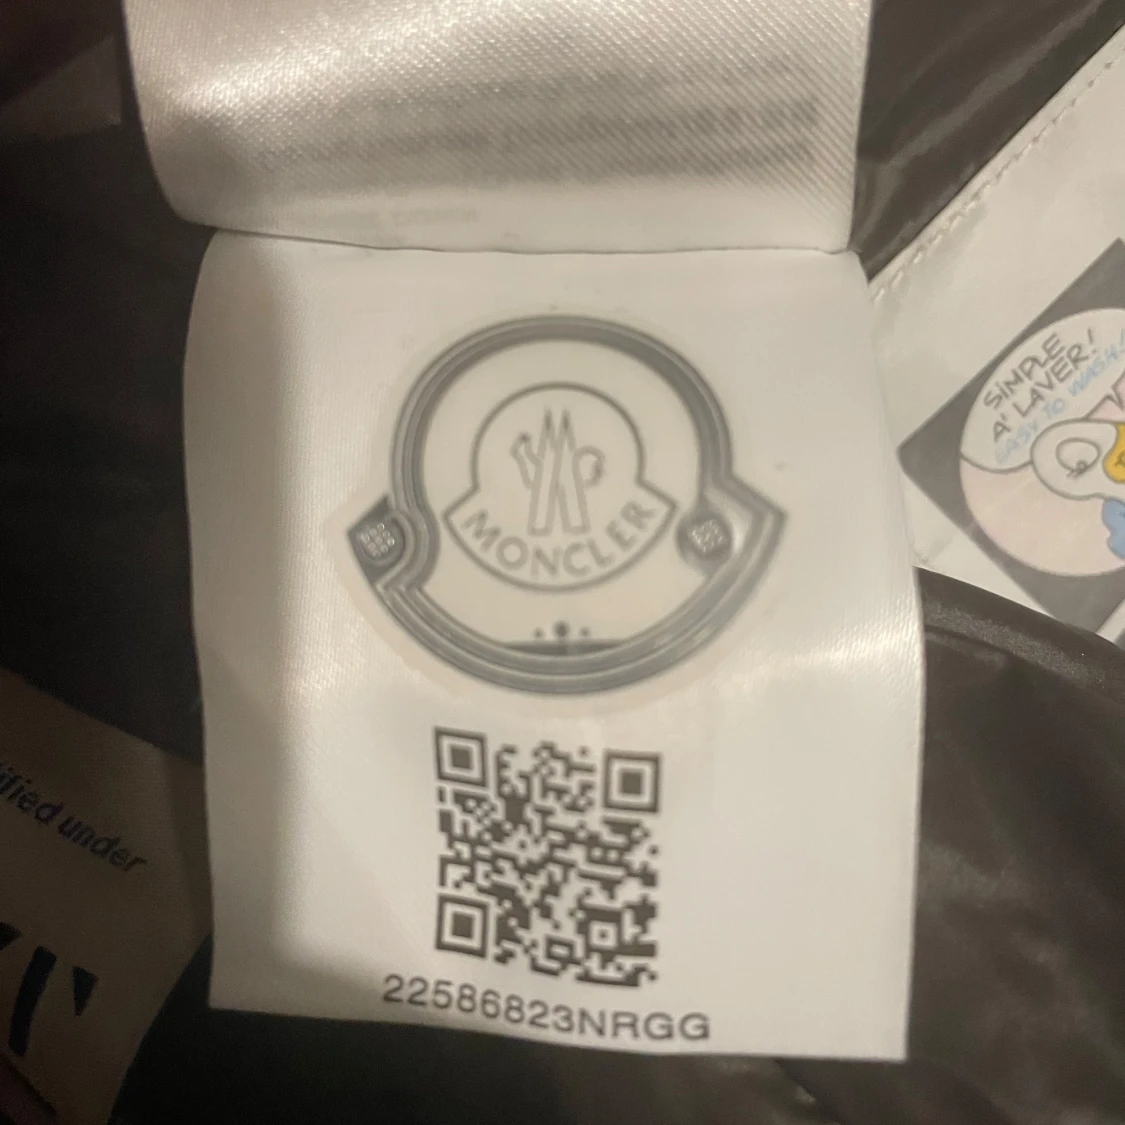 SIMPLE
A' LAVER!
EASY TO WASH!
MONCLER
ified under
22586823NRGG